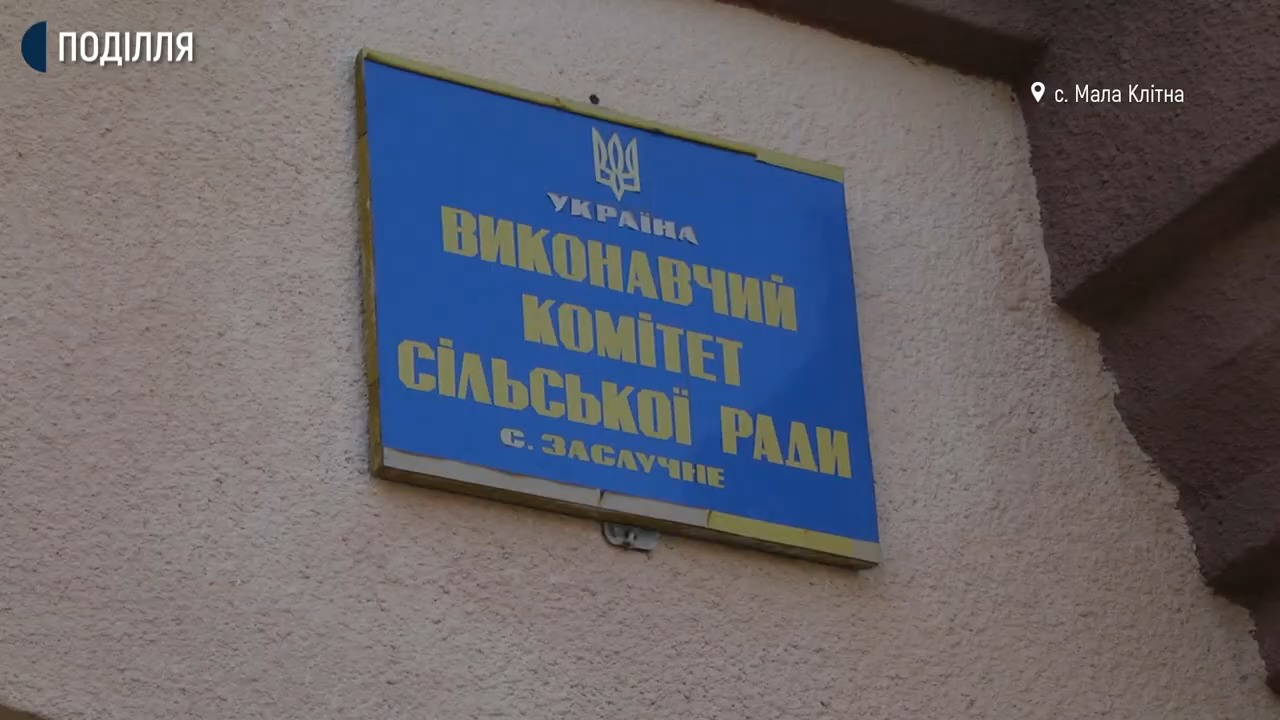 ПОДІЛЛЯ
с. Мала Клітна
УКРАЇНА
ВИКОНАВЧИЙ
КОМІТЕТ
СІЛЬСЬКОЇ РАДИ
С. ЗАСЛУЧНЕ